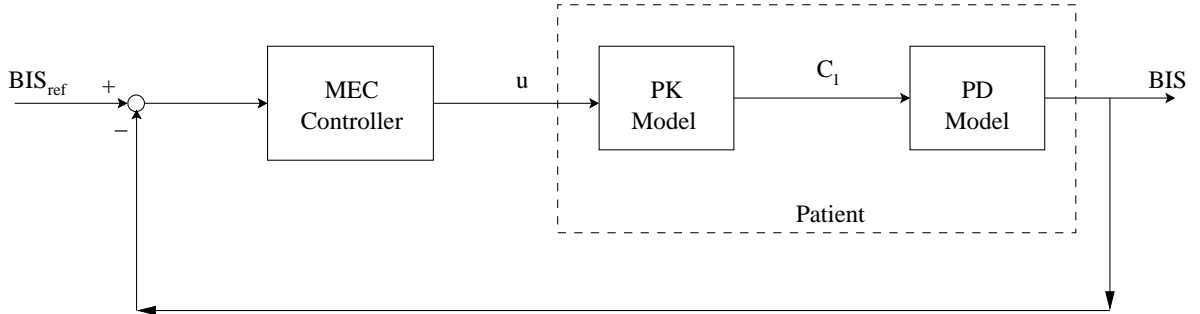 BIS_ref
+
−
MEC
Controller
u
PK
Model
C_1
PD
Model
BIS
Patient